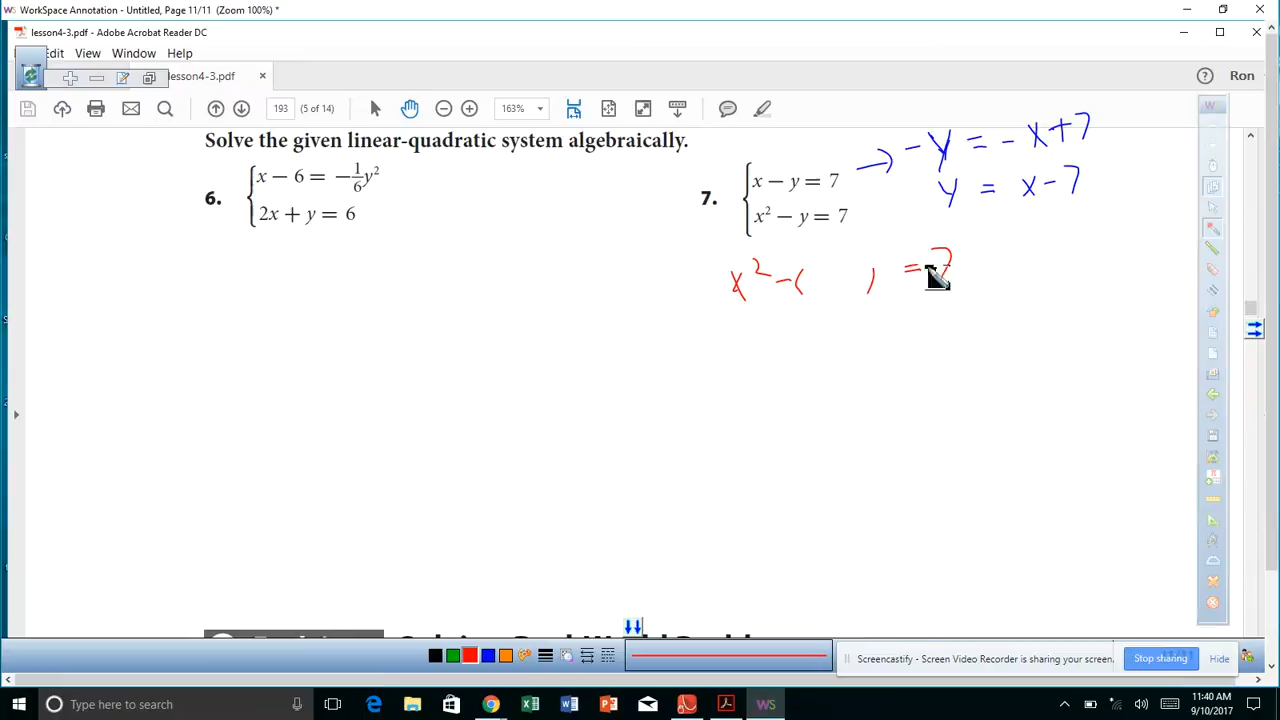 WorkSpace Annotation - Untitled, Page 11/11 (Zoom 100%) *
lesson4-3.pdf - Adobe Acrobat Reader DC
Edit View Window Help
lesson4-3.pdf × Ron
193 (5 of 14) 163%
W
Solve the given linear-quadratic system algebraically.
6. { x − 6 = −1/6 y²
2x + y = 6
7. { x − y = 7
x² − y = 7
→ -y = -x+7
y = x-7
x² -( ) = 7
Screencastify - Screen Video Recorder is sharing your screen. Stop sharing Hide
Type here to search
11:40 AM
9/10/2017